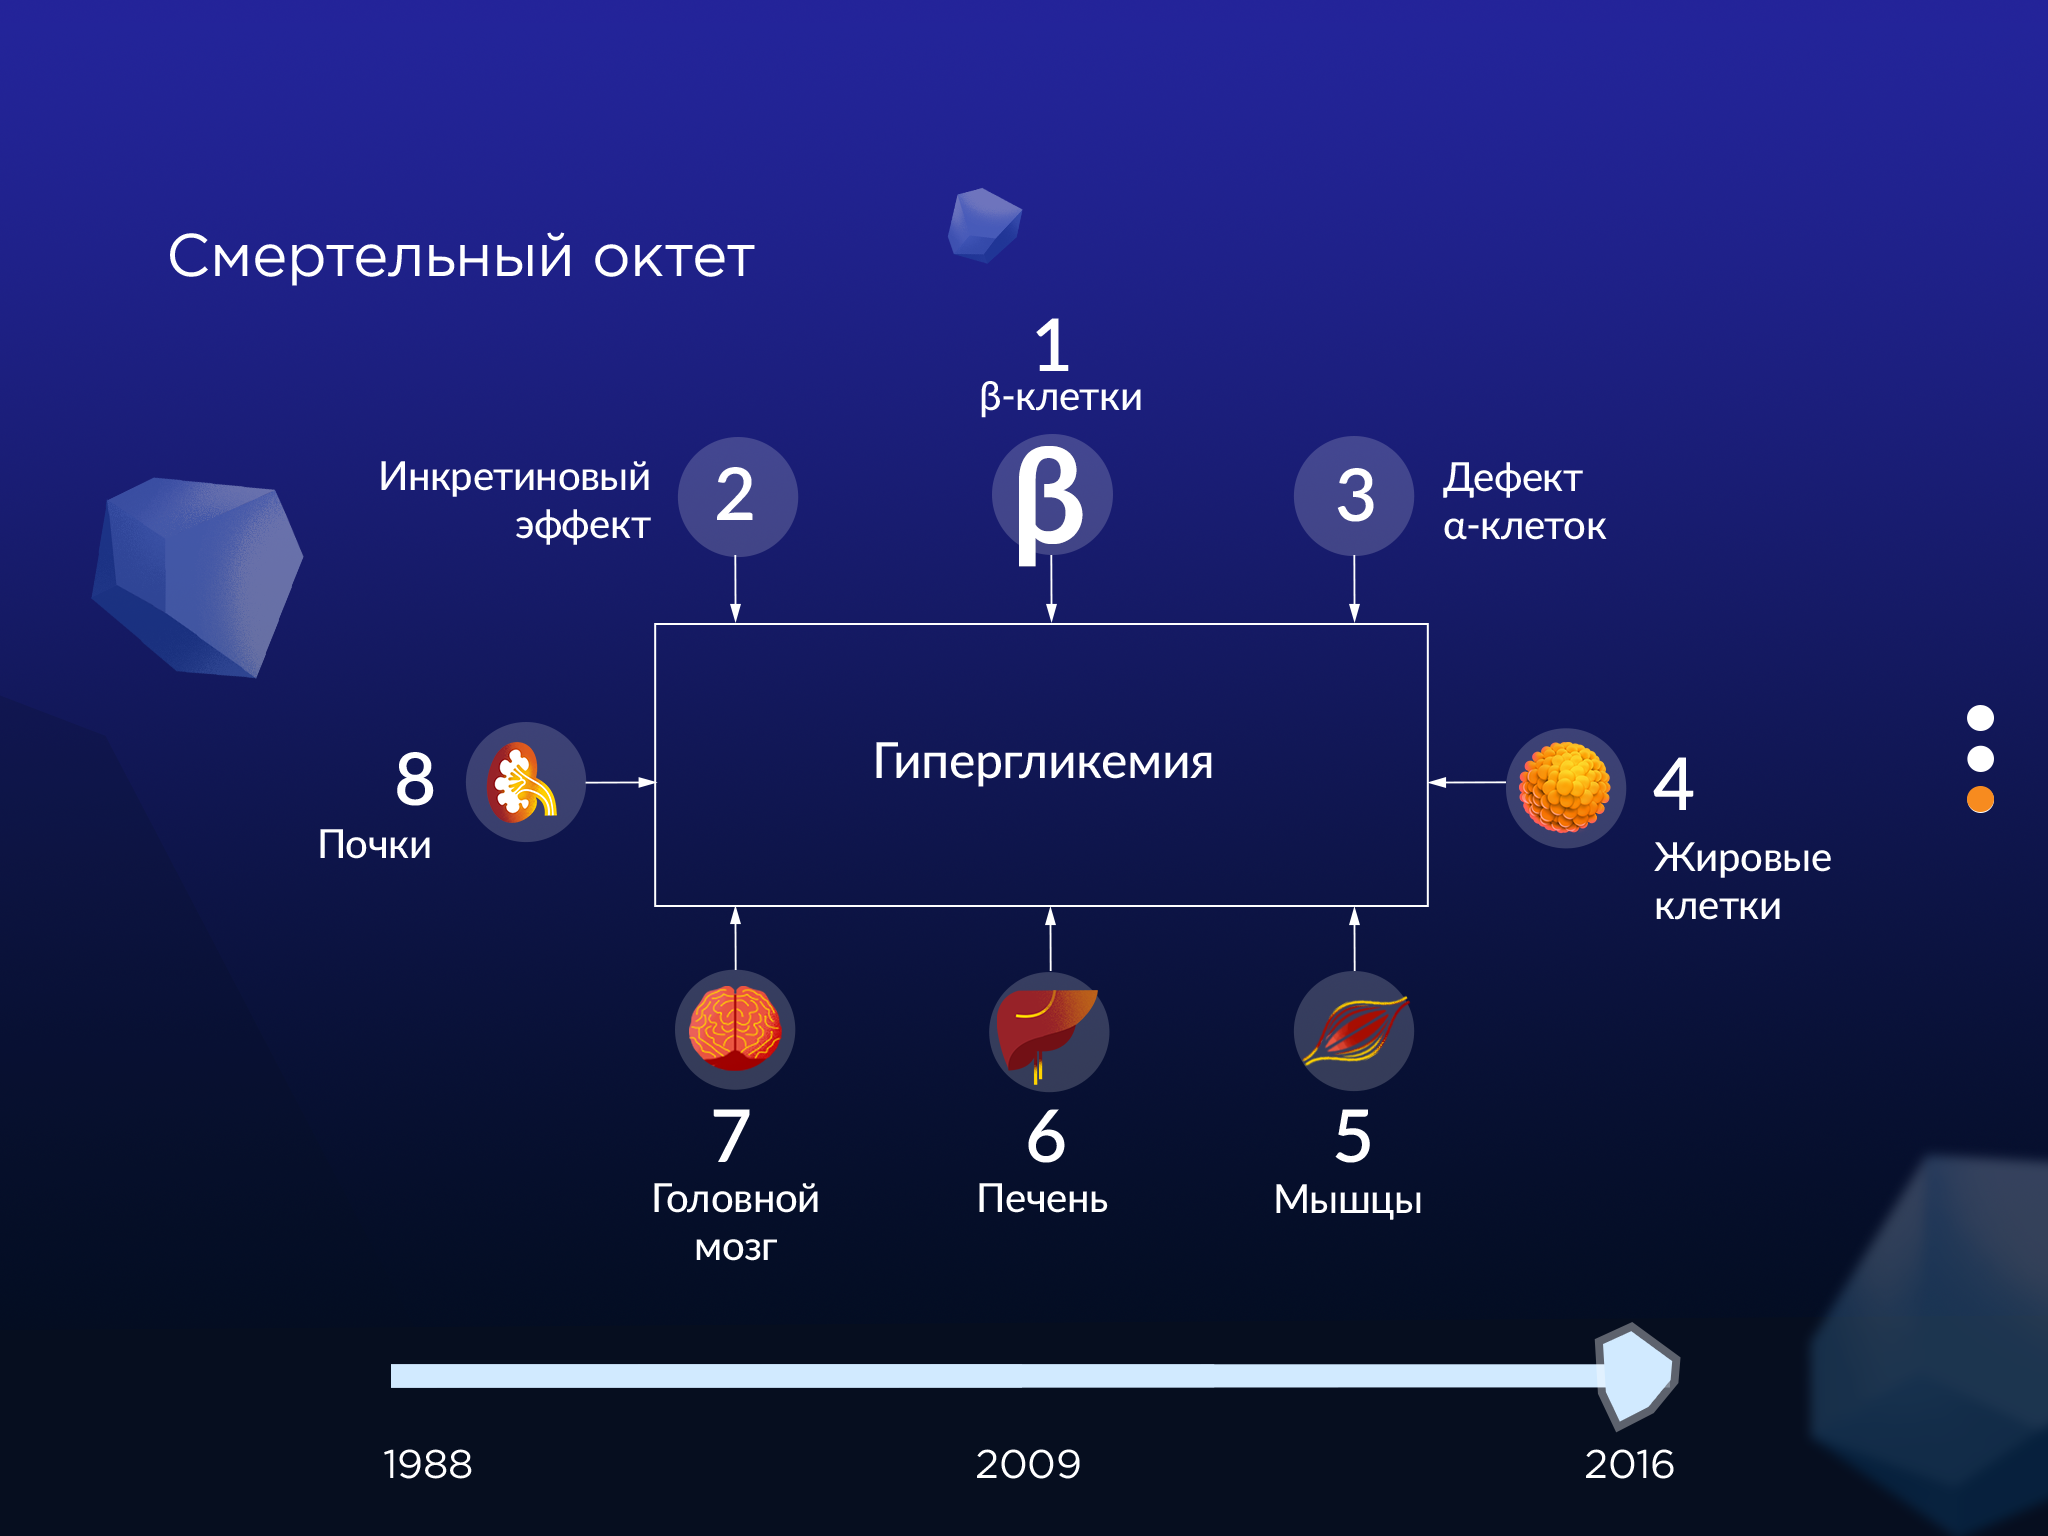 Смертельный октет
1
β-клетки
β
Инкретиновый
эффект
2
3
Дефект
α-клеток
Гипергликемия
8
Почки
4
Жировые
клетки
7
Головной
мозг
6
Печень
5
Мышцы
1988
2009
2016